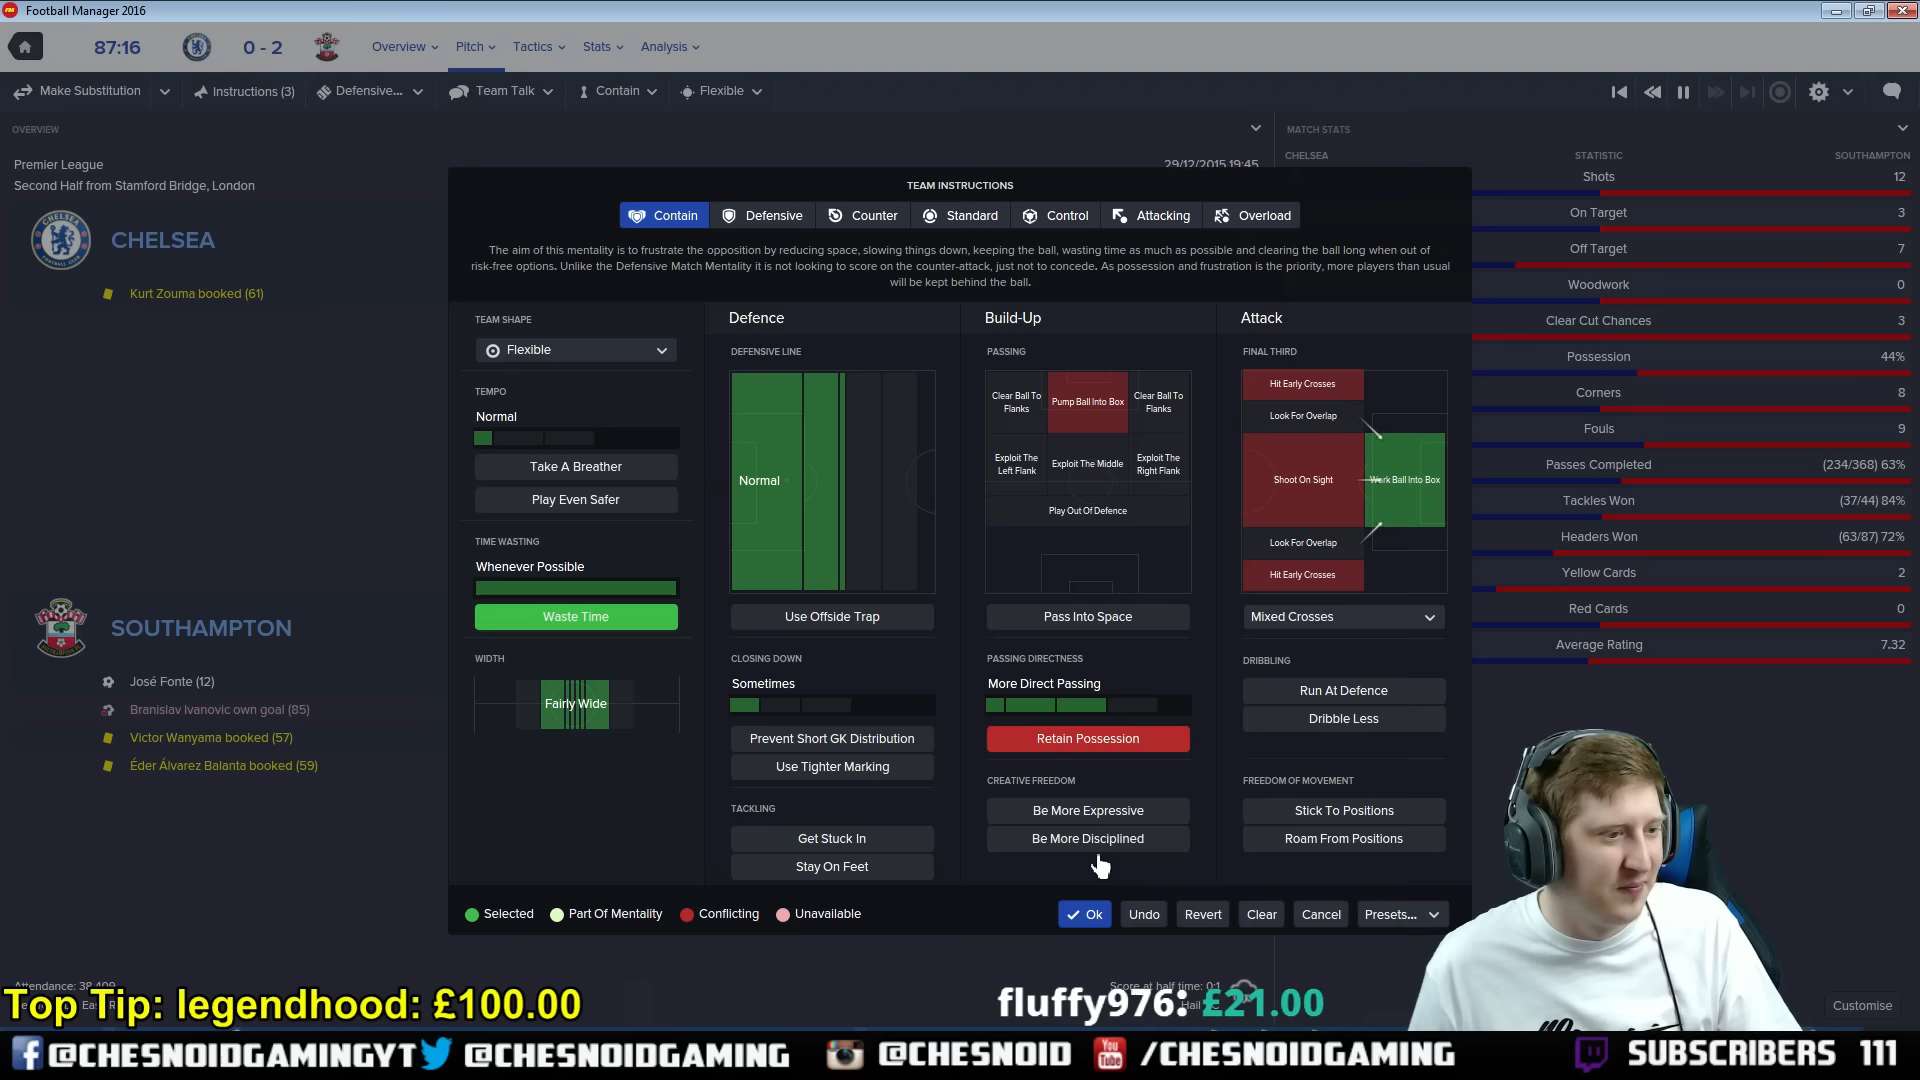 Football Manager 2016
87:16
0 - 2
Overview
Pitch
Tactics
Stats
Analysis
Make Substitution
Instructions (3)
Defensive...
Team Talk
Contain
Flexible
OVERVIEW
Premier League
29/12/2015 19:45
Second Half from Stamford Bridge, London
CHELSEA
Kurt Zouma booked (61)
SOUTHAMPTON
José Fonte (12)
Branislav Ivanovic own goal (85)
Victor Wanyama booked (57)
Éder Álvarez Balanta booked (59)
TEAM INSTRUCTIONS
Contain
Defensive
Counter
Standard
Control
Attacking
Overload
The aim of this mentality is to frustrate the opposition by reducing space, slowing things down, keeping the ball, wasting time as much as possible and clearing the ball long when out of
risk-free options. Unlike the Defensive Match Mentality it is not looking to score on the counter-attack, just not to concede. As possession and frustration is the priority, more players than usual
will be kept behind the ball.
TEAM SHAPE
Flexible
TEMPO
Normal
Take A Breather
Play Even Safer
TIME WASTING
Whenever Possible
Waste Time
WIDTH
Fairly Wide
Defence
DEFENSIVE LINE
Normal
Use Offside Trap
CLOSING DOWN
Sometimes
Prevent Short GK Distribution
Use Tighter Marking
TACKLING
Get Stuck In
Stay On Feet
Build-Up
PASSING
Clear Ball To
Flanks
Pump Ball Into Box
Clear Ball To
Flanks
Exploit The
Left Flank
Exploit The Middle
Exploit The
Right Flank
Play Out Of Defence
Pass Into Space
PASSING DIRECTNESS
More Direct Passing
Retain Possession
CREATIVE FREEDOM
Be More Expressive
Be More Disciplined
Attack
FINAL THIRD
Hit Early Crosses
Look For Overlap
Shoot On Sight
Work Ball Into Box
Look For Overlap
Hit Early Crosses
Mixed Crosses
DRIBBLING
Run At Defence
Dribble Less
FREEDOM OF MOVEMENT
Stick To Positions
Roam From Positions
Selected
Part Of Mentality
Conflicting
Unavailable
Ok
Undo
Revert
Clear
Cancel
Presets...
MATCH STATS
CHELSEA
STATISTIC
SOUTHAMPTON
Shots
12
On Target
3
Off Target
7
Woodwork
0
Clear Cut Chances
3
Possession
44%
Corners
8
Fouls
9
Passes Completed
(234/368) 63%
Tackles Won
(37/44) 84%
Headers Won
(63/87) 72%
Yellow Cards
2
Red Cards
0
Average Rating
7.32
Attendance: 38,409
Score at half time: 0:1
Hail
Customise
Top Tip: legendhood: £100.00
fluffy976: £21.00
@CHESNOIDGAMINGYT
@CHESNOIDGAMING
@CHESNOID
/CHESNOIDGAMING
SUBSCRIBERS 111